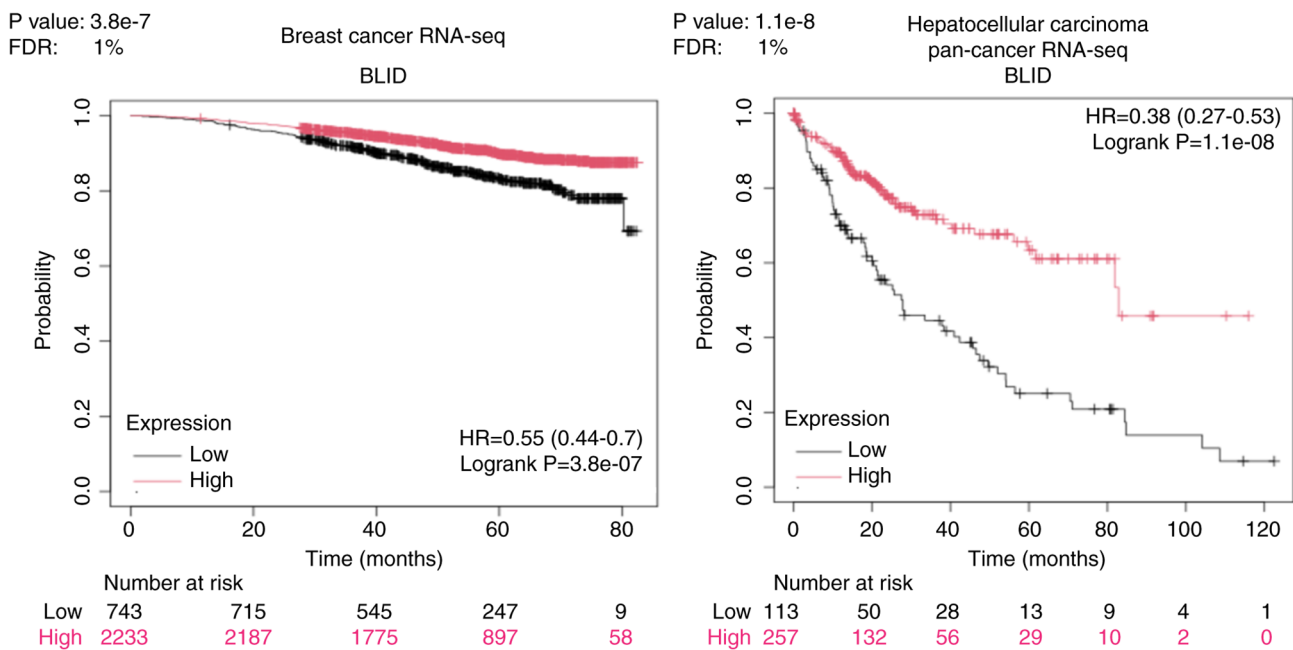 P value: 3.8e-7
FDR: 1%
Breast cancer RNA-seq
BLID
1.0
0.8
0.6
0.4
0.2
0.0
Probability
Expression
Low
High
HR=0.55 (0.44-0.7)
Logrank P=3.8e-07
0 20 40 60 80
Time (months)
Number at risk
Low 743 715 545 247 9
High 2233 2187 1775 897 58
P value: 1.1e-8
FDR: 1%
Hepatocellular carcinoma
pan-cancer RNA-seq
BLID
HR=0.38 (0.27-0.53)
Logrank P=1.1e-08
1.0
0.8
0.6
0.4
0.2
0.0
Probability
Expression
Low
High
0 20 40 60 80 100 120
Time (months)
Number at risk
Low 113 50 28 13 9 4 1
High 257 132 56 29 10 2 0